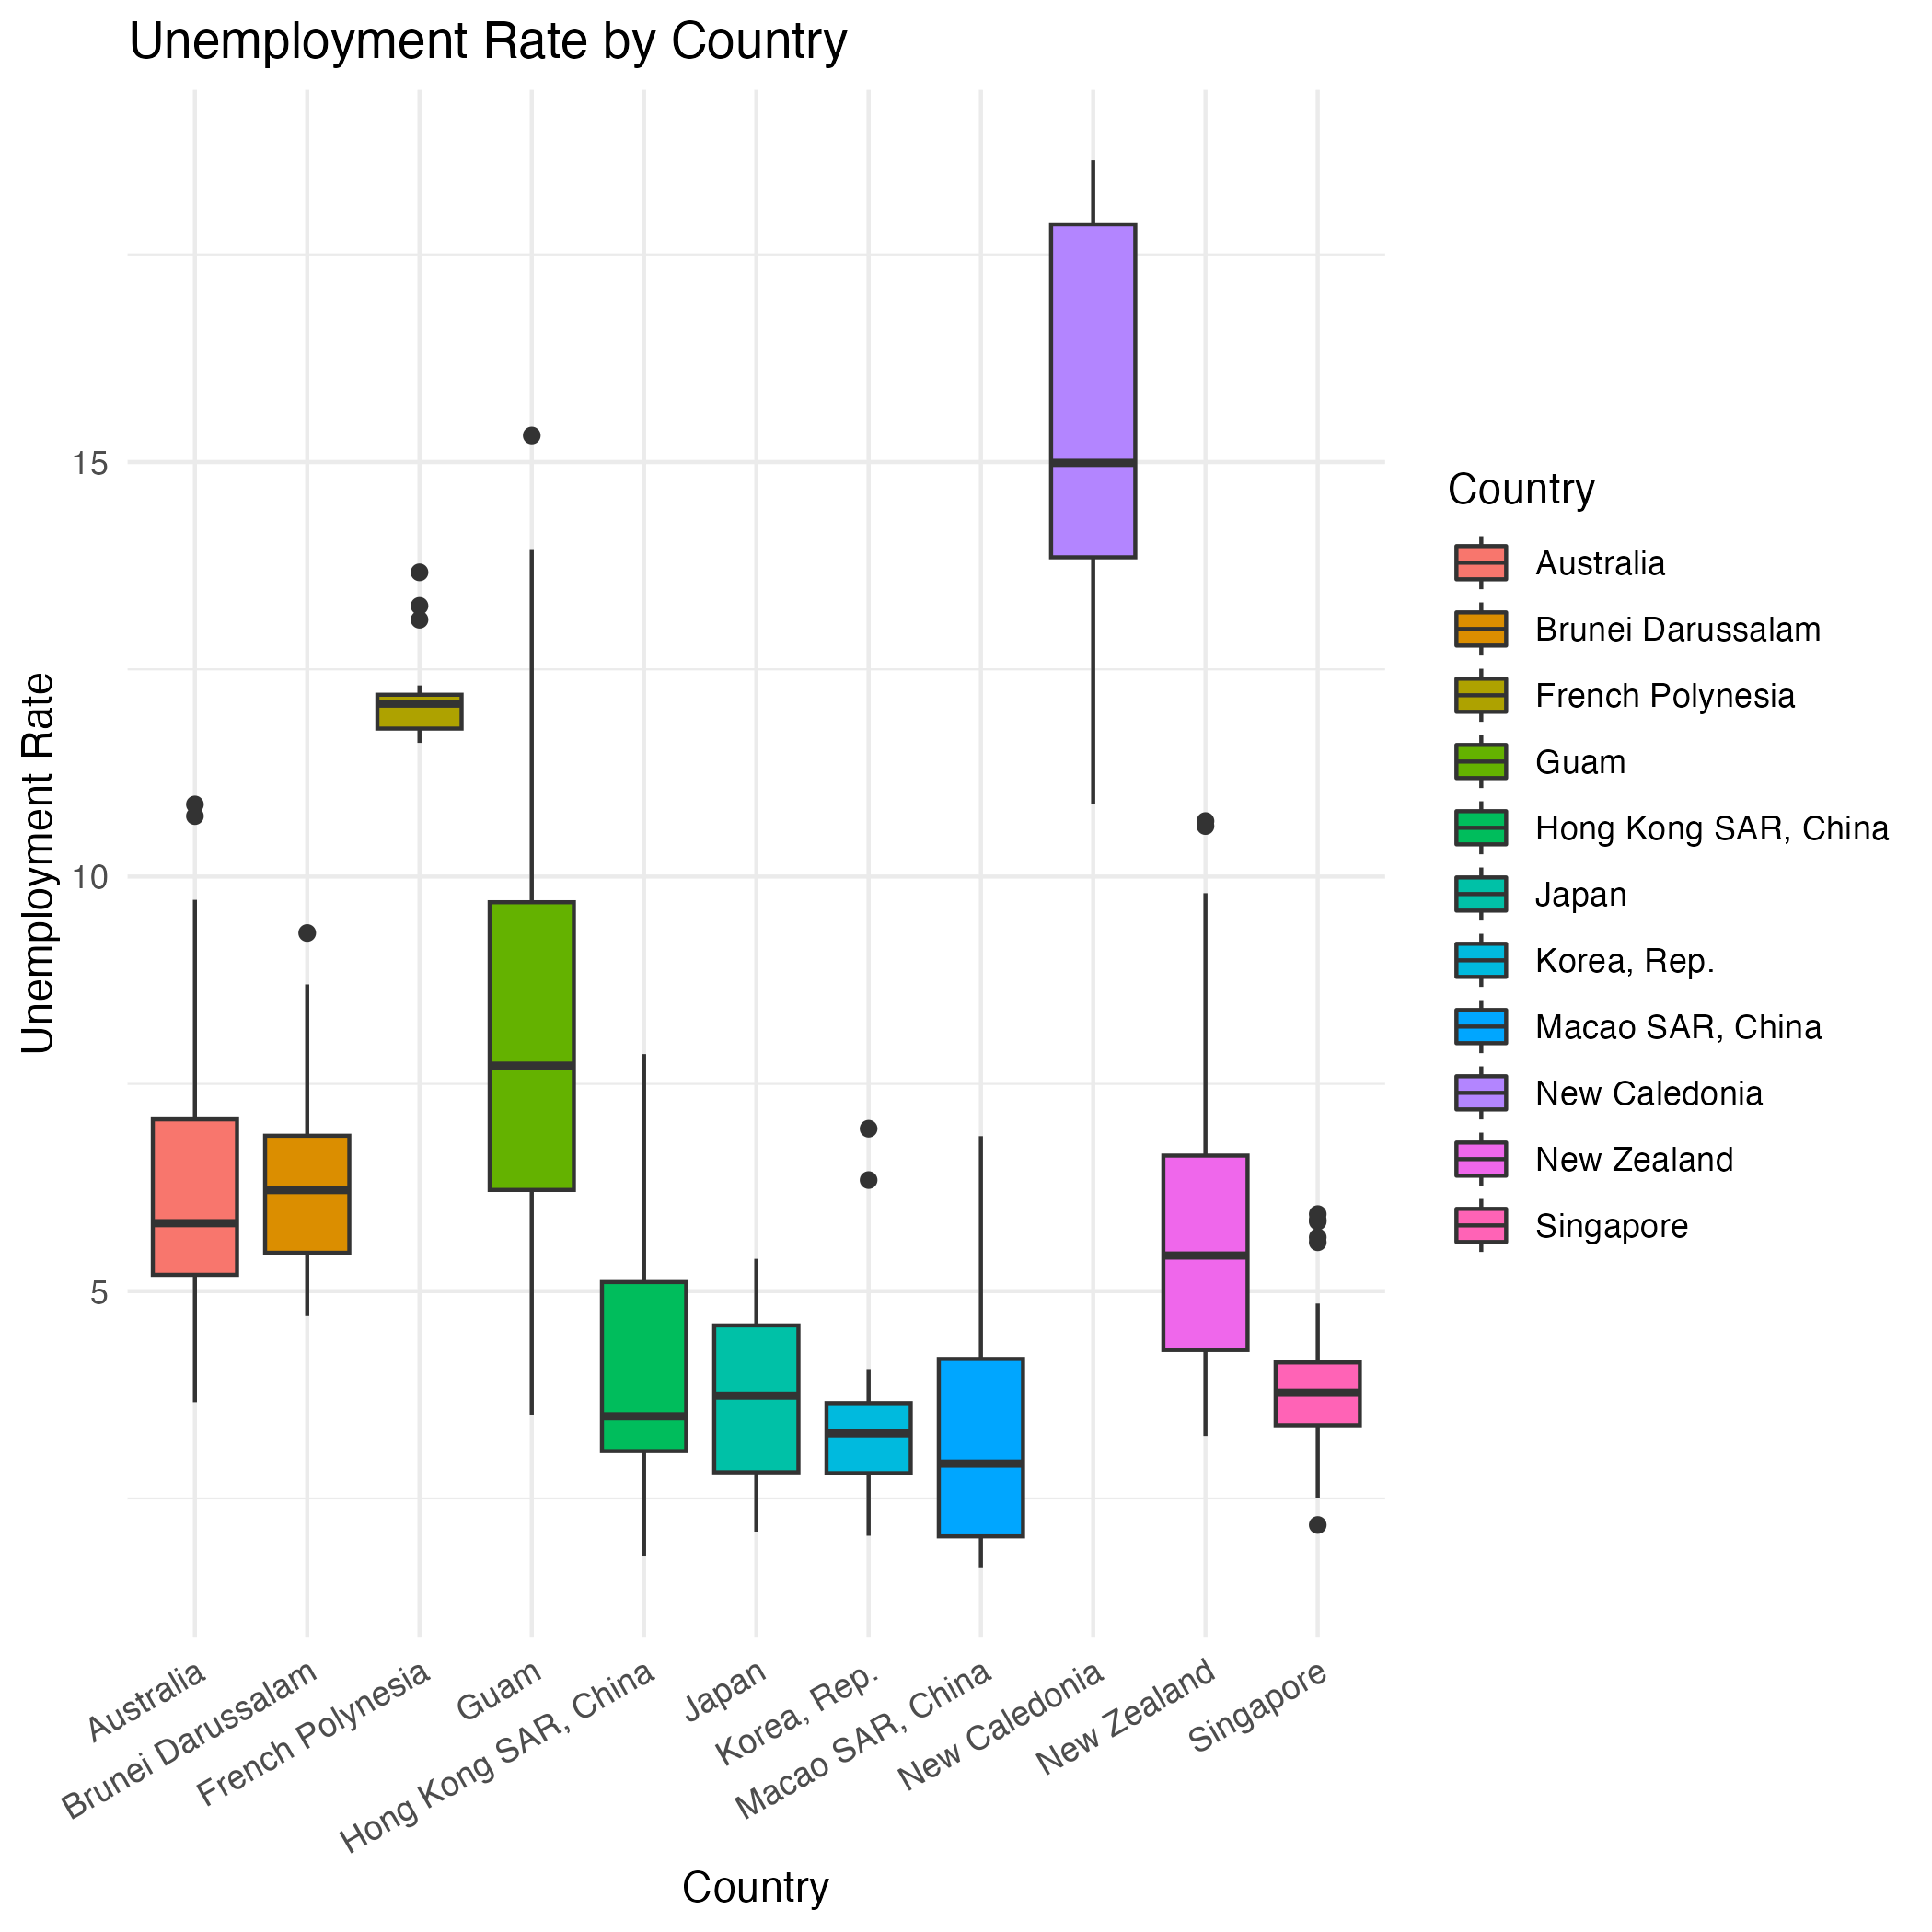 Unemployment Rate by Country
Unemployment Rate
15
10
5
Australia
Brunei Darussalam
French Polynesia
Guam
Hong Kong SAR, China
Japan
Korea, Rep.
Macao SAR, China
New Caledonia
New Zealand
Singapore
Country
Country
Australia
Brunei Darussalam
French Polynesia
Guam
Hong Kong SAR, China
Japan
Korea, Rep.
Macao SAR, China
New Caledonia
New Zealand
Singapore